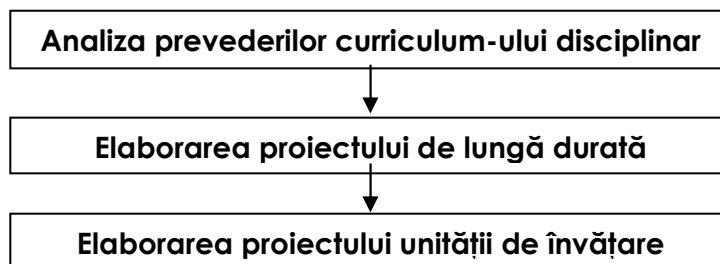 Analiza prevederilor curriculum-ului disciplinar
Elaborarea proiectului de lungă durată
Elaborarea proiectului unității de învățare